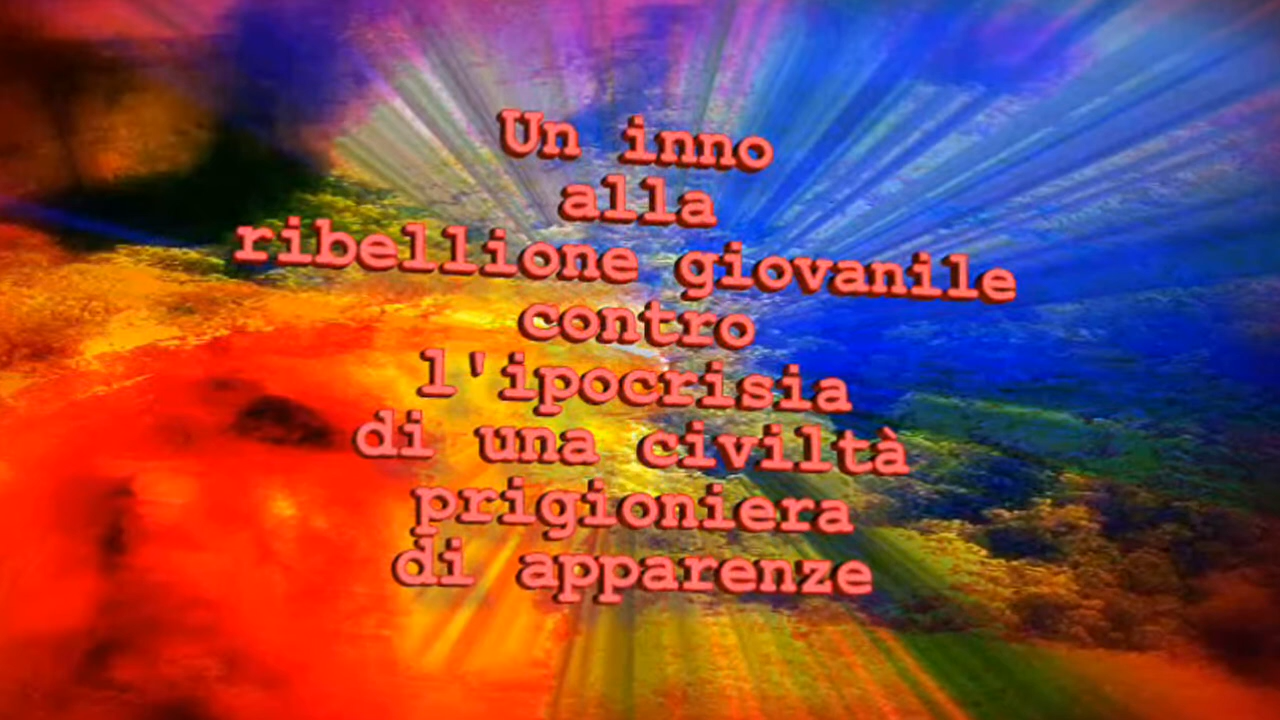 Un inno
alla
ribellione giovanile
contro
l'ipocrisia
di una civiltà
prigioniera
di apparenze